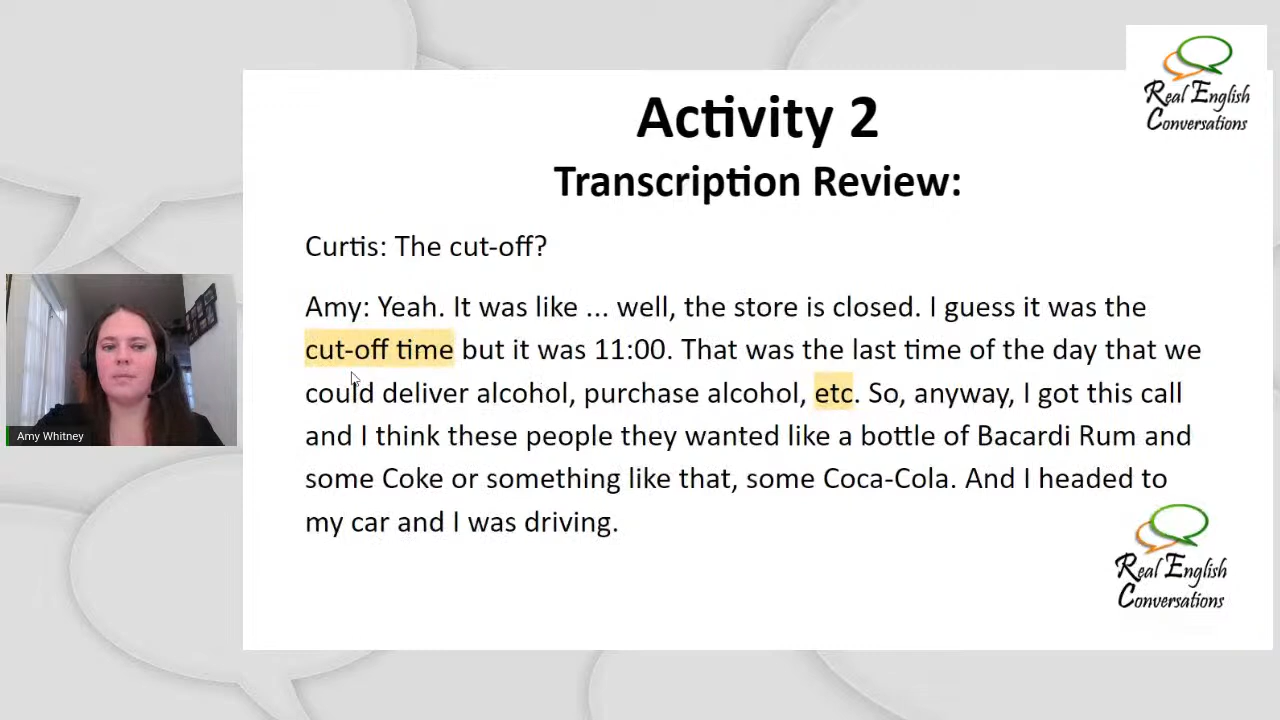 Real English
Conversations
Activity 2
Transcription Review:
Curtis: The cut-off?
Amy: Yeah. It was like ... well, the store is closed. I guess it was the
cut-off time but it was 11:00. That was the last time of the day that we
could deliver alcohol, purchase alcohol, etc. So, anyway, I got this call
and I think these people they wanted like a bottle of Bacardi Rum and
some Coke or something like that, some Coca-Cola. And I headed to
my car and I was driving.
Amy Whitney
Real English
Conversations